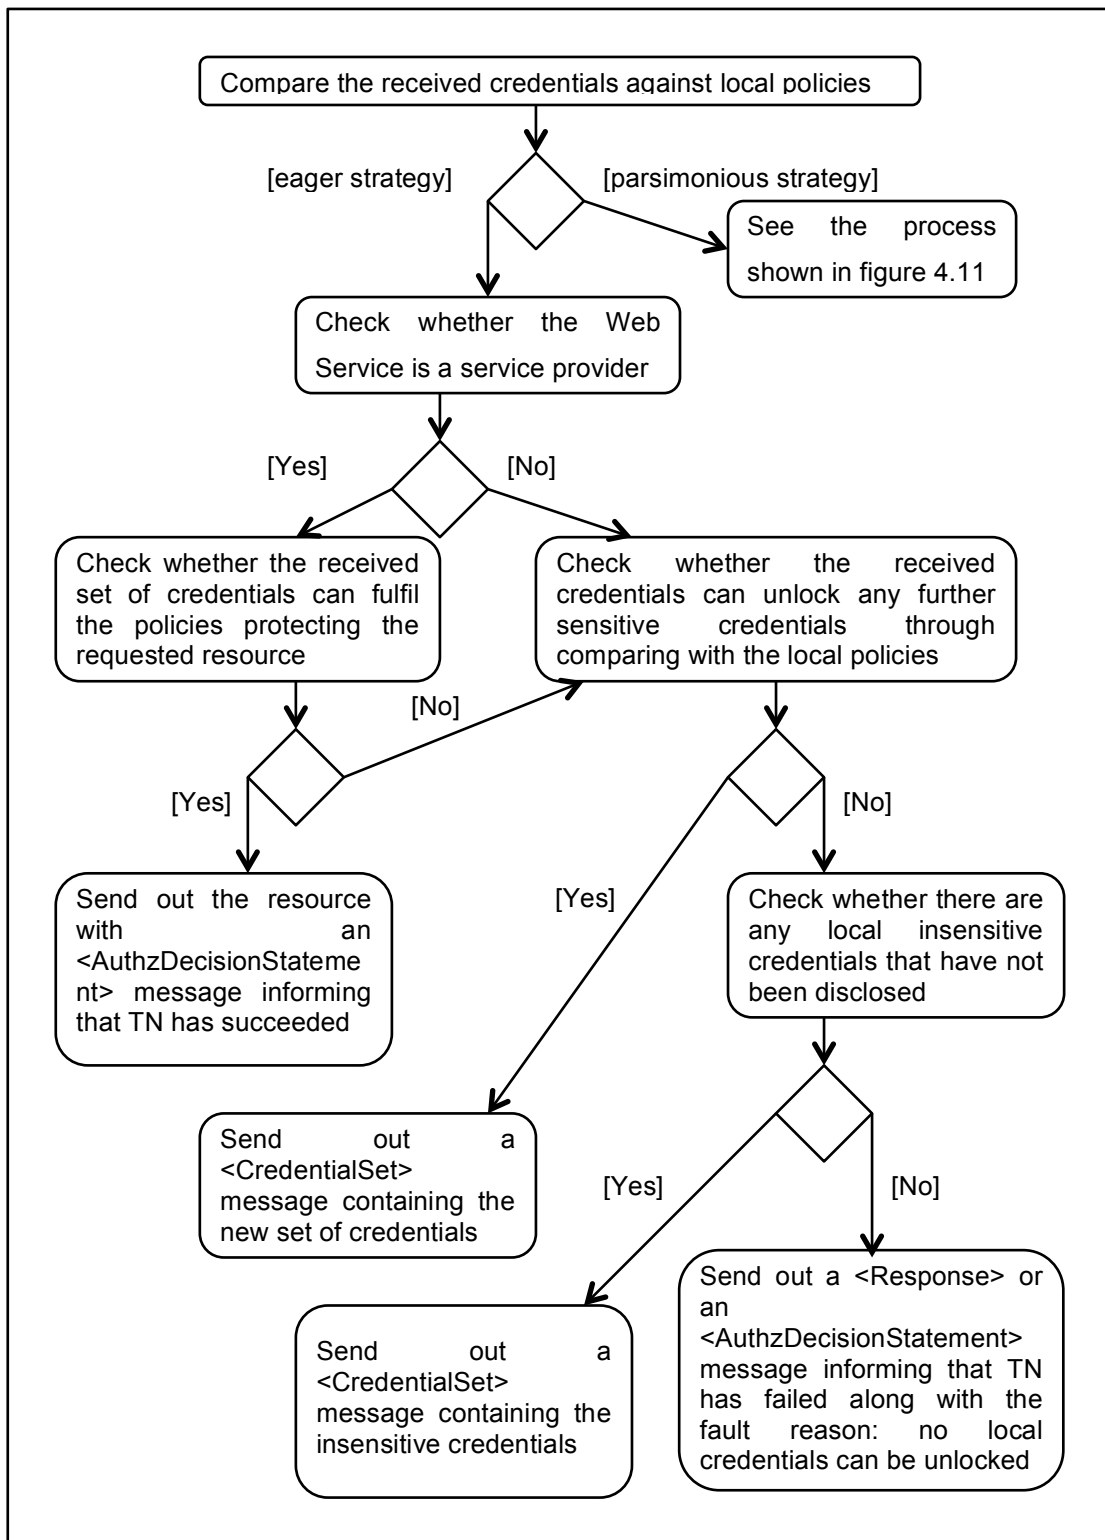 Compare the received credentials against local policies
[eager strategy]
[parsimonious strategy]
See the process
shown in figure 4.11
Check whether the Web
Service is a service provider
[Yes]
[No]
Check whether the received
set of credentials can fulfil
the policies protecting the
requested resource
Check whether the received
credentials can unlock any further
sensitive credentials through
comparing with the local policies
[No]
[Yes]
[No]
Send out the resource
with an
<AuthzDecisionStateme
nt> message informing
that TN has succeeded
[Yes]
Check whether there are
any local insensitive
credentials that have not
been disclosed
Send out a
<CredentialSet>
message containing the
new set of credentials
[Yes]
[No]
Send out a <Response> or
an
<AuthzDecisionStatement>
message informing that TN
has failed along with the
fault reason: no local
credentials can be unlocked
Send out a
<CredentialSet>
message containing the
insensitive credentials